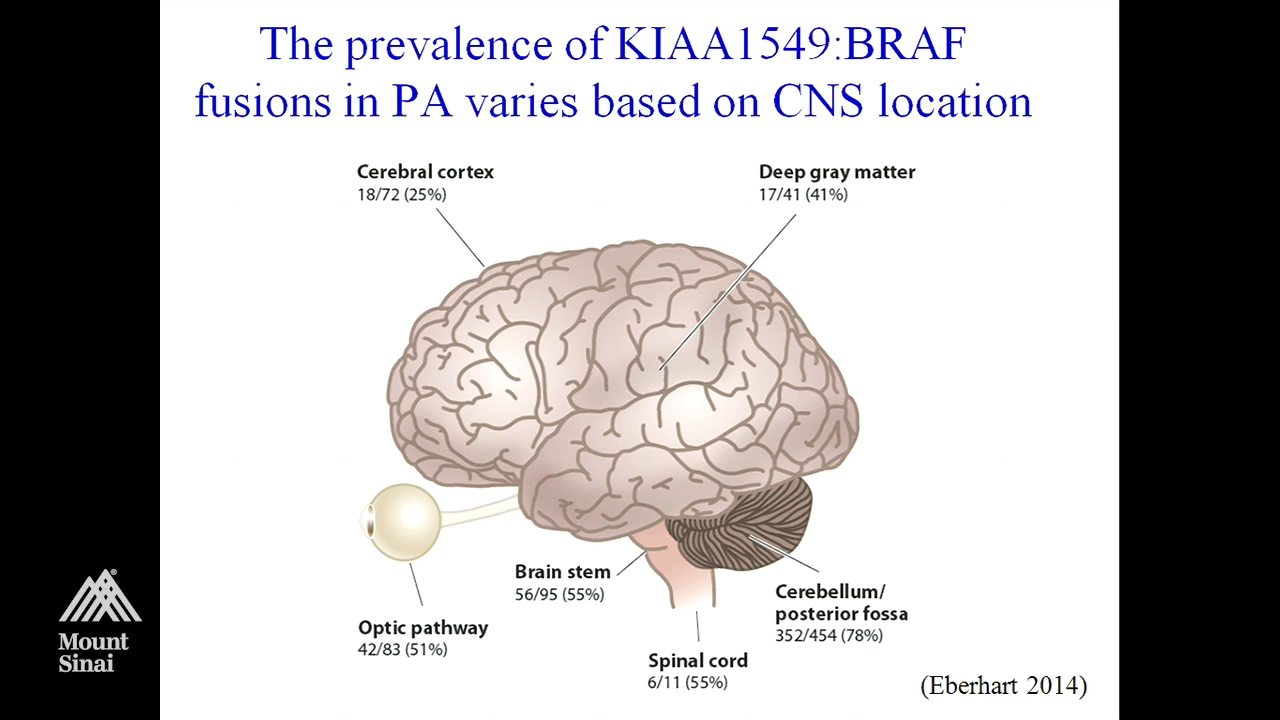 The prevalence of KIAA1549:BRAF
fusions in PA varies based on CNS location
Cerebral cortex
18/72 (25%)
Deep gray matter
17/41 (41%)
Brain stem
56/95 (55%)
Optic pathway
42/83 (51%)
Cerebellum/
posterior fossa
352/454 (78%)
Spinal cord
6/11 (55%)
(Eberhart 2014)
®
Mount
Sinai